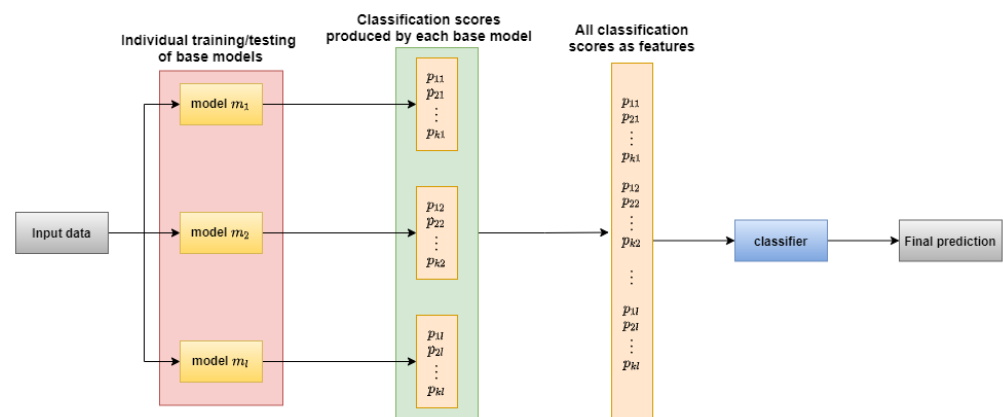 Individual training/testing
of base models
Classification scores
produced by each base model
All classification
scores as features
Input data
model m₁
model m₂
model mₗ
p₁₁
p₂₁
⋮
pₖ₁
p₁₂
p₂₂
⋮
pₖ₂
p₁ₗ
p₂ₗ
⋮
pₖₗ
p₁₁
p₂₁
⋮
pₖ₁
p₁₂
p₂₂
⋮
pₖ₂
⋮
p₁ₗ
p₂ₗ
⋮
pₖₗ
classifier
Final prediction